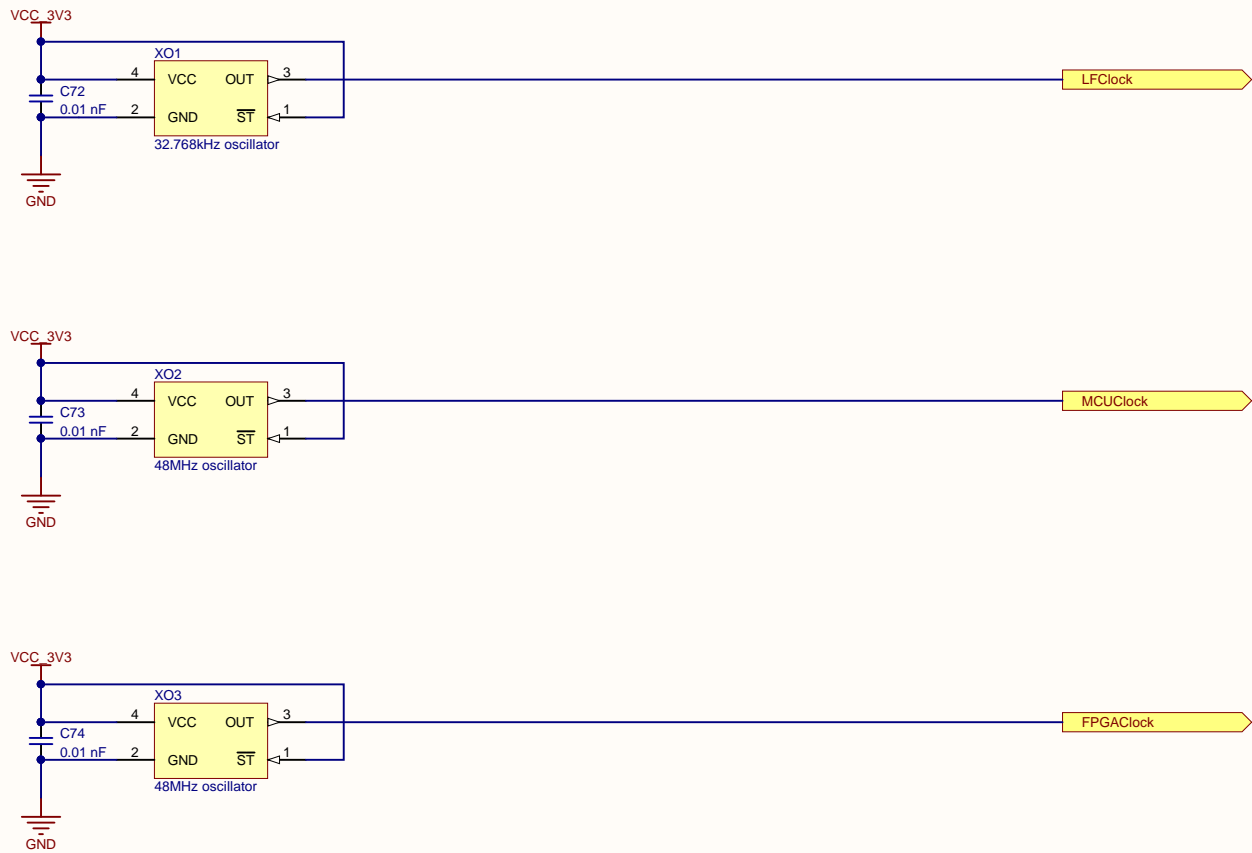 VCC_3V3
XO1
4 VCC OUT 3 LFClock
C72
0.01 nF 2 GND ST 1
32.768kHz oscillator
GND
VCC_3V3
XO2
4 VCC OUT 3 MCUClock
C73
0.01 nF 2 GND ST 1
48MHz oscillator
GND
VCC_3V3
XO3
4 VCC OUT 3 FPGAClock
C74
0.01 nF 2 GND ST 1
48MHz oscillator
GND